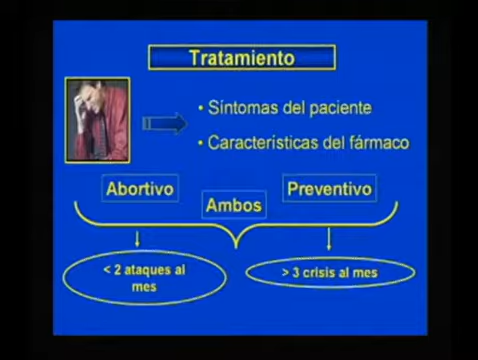 Tratamiento
• Síntomas del paciente
• Características del fármaco
Abortivo
Ambos
Preventivo
< 2 ataques al
mes
> 3 crisis al mes